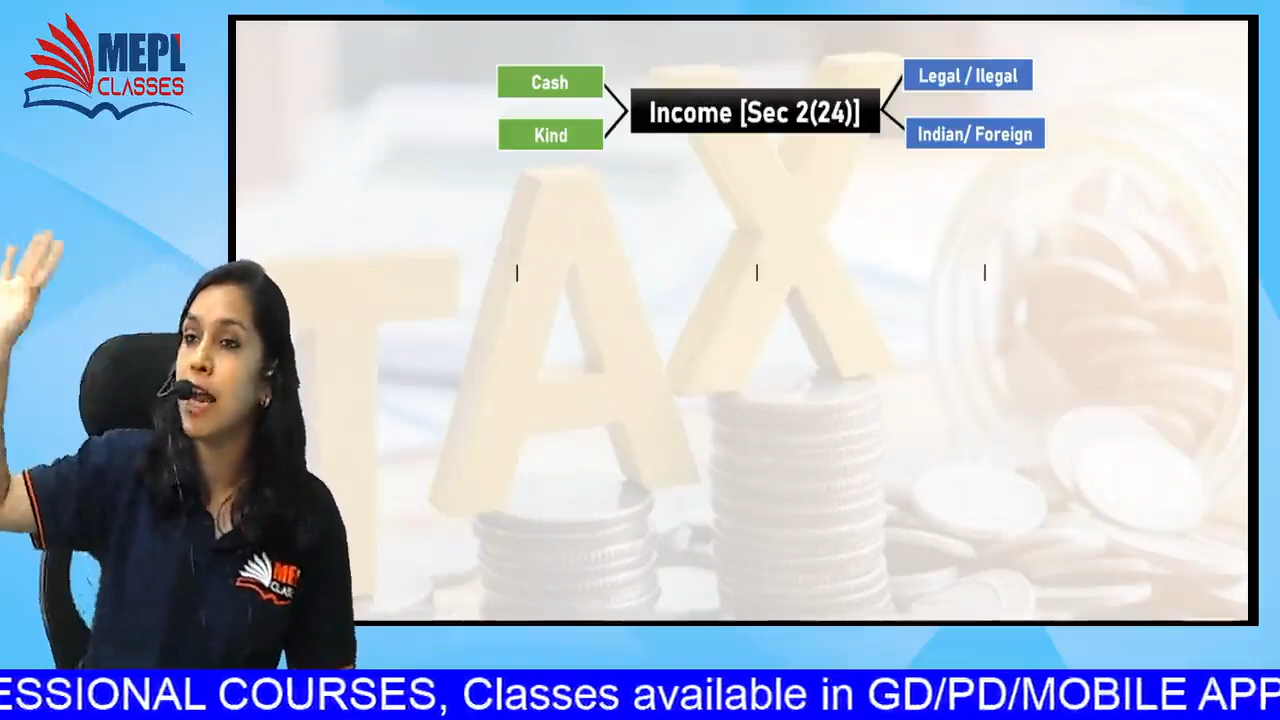 MEPL
CLASSES
Cash
Kind
Income [Sec 2(24)]
Legal / Ilegal
Indian/ Foreign
TAX
ESSIONAL COURSES, Classes available in GD/PD/MOBILE APP